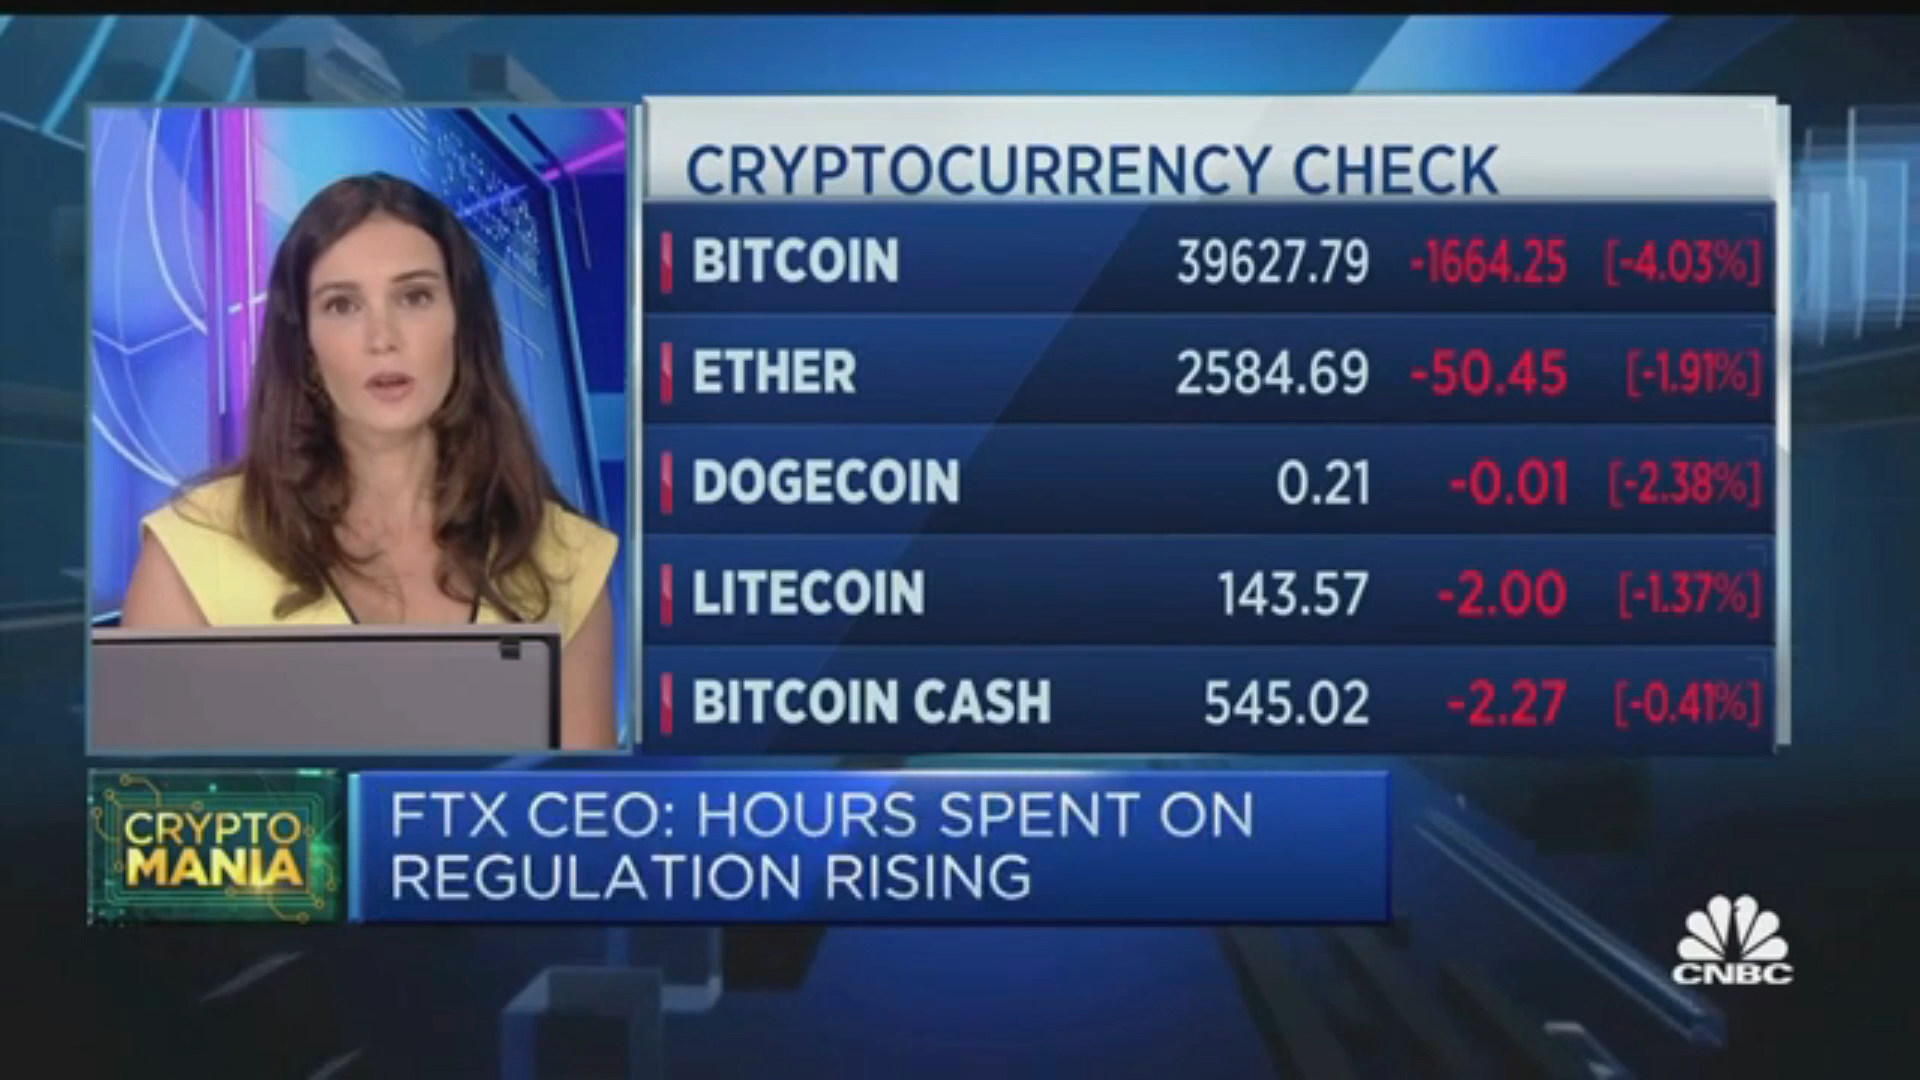 CRYPTOCURRENCY CHECK
BITCOIN 39627.79 -1664.25 [-4.03%]
ETHER 2584.69 -50.45 [-1.91%]
DOGECOIN 0.21 -0.01 [-2.38%]
LITECOIN 143.57 -2.00 [-1.37%]
BITCOIN CASH 545.02 -2.27 [-0.41%]
CRYPTO
MANIA
FTX CEO: HOURS SPENT ON
REGULATION RISING
CNBC